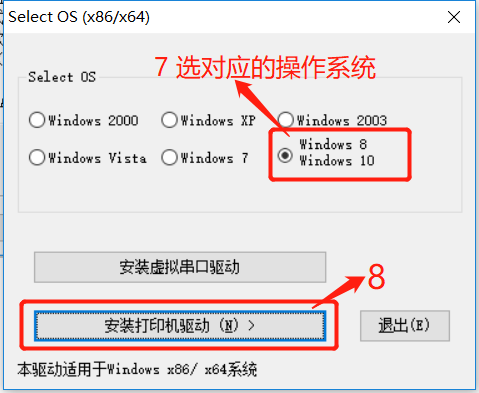 Select OS (x86/x64)
7 选对应的操作系统
Select OS
Windows 2000
Windows XP
Windows 2003
Windows Vista
Windows 7
Windows 8
Windows 10
安装虚拟串口驱动
8
安装打印机驱动 (N) >
退出(E)
本驱动适用于Windows x86/ x64系统